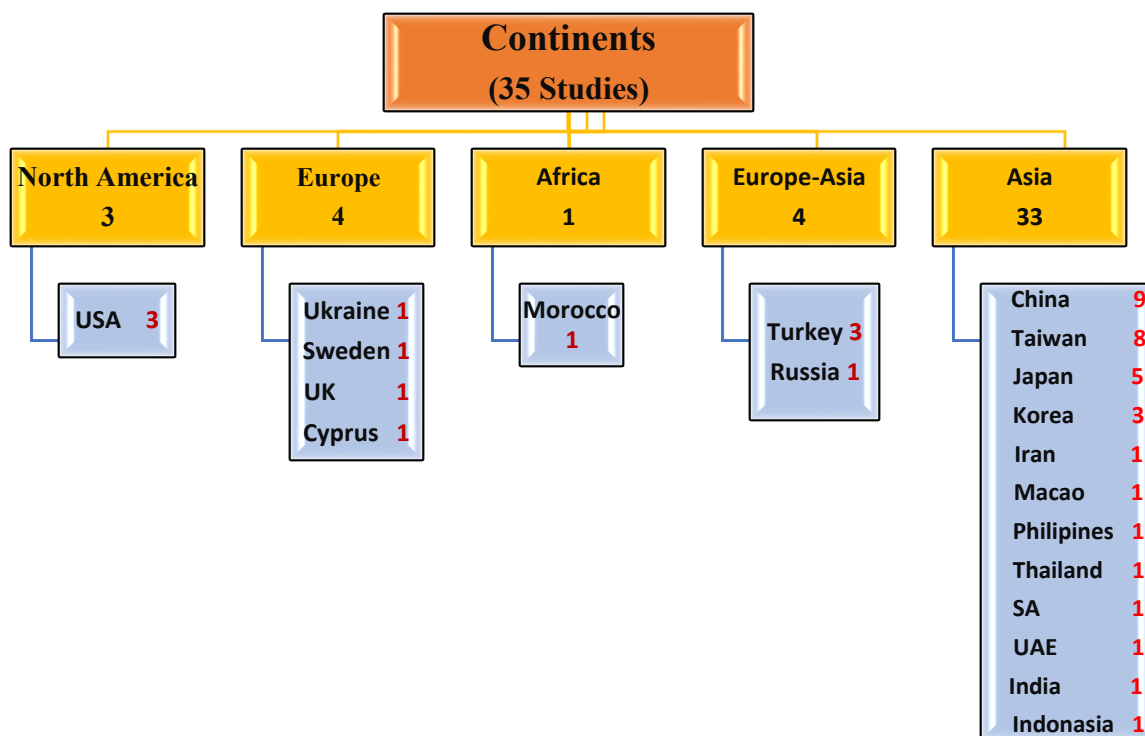 Continents
(35 Studies)
North America
3
Europe
4
Africa
1
Europe-Asia
4
Asia
33
USA 3
Ukraine 1
Sweden 1
UK 1
Cyprus 1
Morocco
1
Turkey 3
Russia 1
China 9
Taiwan 8
Japan 5
Korea 3
Iran 1
Macao 1
Philipines 1
Thailand 1
SA 1
UAE 1
India 1
Indonasia 1